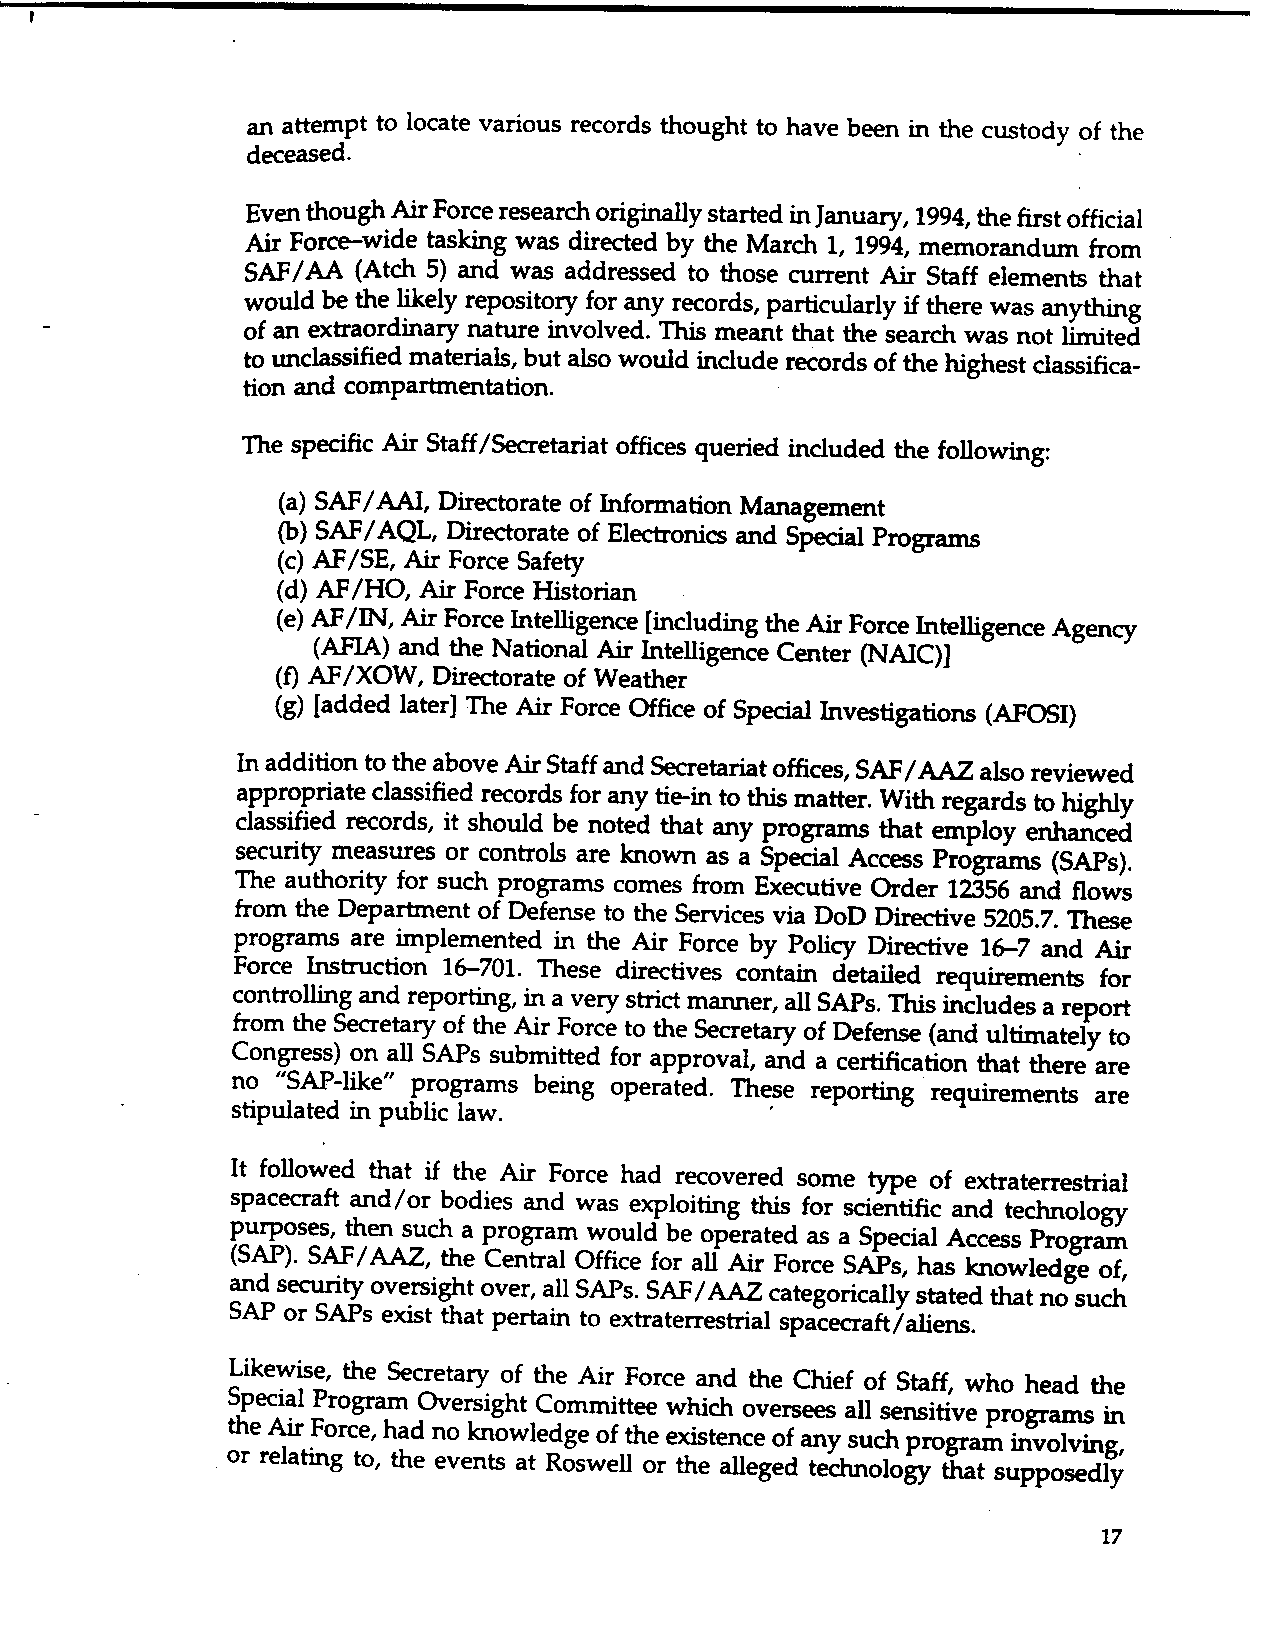 an attempt to locate various records thought to have been in the custody of the
deceased.
Even though Air Force research originally started in January, 1994, the first official
Air Force–wide tasking was directed by the March 1, 1994, memorandum from
SAF/AA (Atch 5) and was addressed to those current Air Staff elements that
would be the likely repository for any records, particularly if there was anything
of an extraordinary nature involved. This meant that the search was not limited
to unclassified materials, but also would include records of the highest classifica-
tion and compartmentation.
The specific Air Staff/Secretariat offices queried included the following:
(a) SAF/AAI, Directorate of Information Management
(b) SAF/AQL, Directorate of Electronics and Special Programs
(c) AF/SE, Air Force Safety
(d) AF/HO, Air Force Historian
(e) AF/IN, Air Force Intelligence [including the Air Force Intelligence Agency
(AFIA) and the National Air Intelligence Center (NAIC)]
(f) AF/XOW, Directorate of Weather
(g) [added later] The Air Force Office of Special Investigations (AFOSI)
In addition to the above Air Staff and Secretariat offices, SAF/AAZ also reviewed
appropriate classified records for any tie-in to this matter. With regards to highly
classified records, it should be noted that any programs that employ enhanced
security measures or controls are known as a Special Access Programs (SAPs).
The authority for such programs comes from Executive Order 12356 and flows
from the Department of Defense to the Services via DoD Directive 5205.7. These
programs are implemented in the Air Force by Policy Directive 16–7 and Air
Force Instruction 16–701. These directives contain detailed requirements for
controlling and reporting, in a very strict manner, all SAPs. This includes a report
from the Secretary of the Air Force to the Secretary of Defense (and ultimately to
Congress) on all SAPs submitted for approval, and a certification that there are
no "SAP-like" programs being operated. These reporting requirements are
stipulated in public law.
It followed that if the Air Force had recovered some type of extraterrestrial
spacecraft and/or bodies and was exploiting this for scientific and technology
purposes, then such a program would be operated as a Special Access Program
(SAP). SAF/AAZ, the Central Office for all Air Force SAPs, has knowledge of,
and security oversight over, all SAPs. SAF/AAZ categorically stated that no such
SAP or SAPs exist that pertain to extraterrestrial spacecraft/aliens.
Likewise, the Secretary of the Air Force and the Chief of Staff, who head the
Special Program Oversight Committee which oversees all sensitive programs in
the Air Force, had no knowledge of the existence of any such program involving,
or relating to, the events at Roswell or the alleged technology that supposedly
17